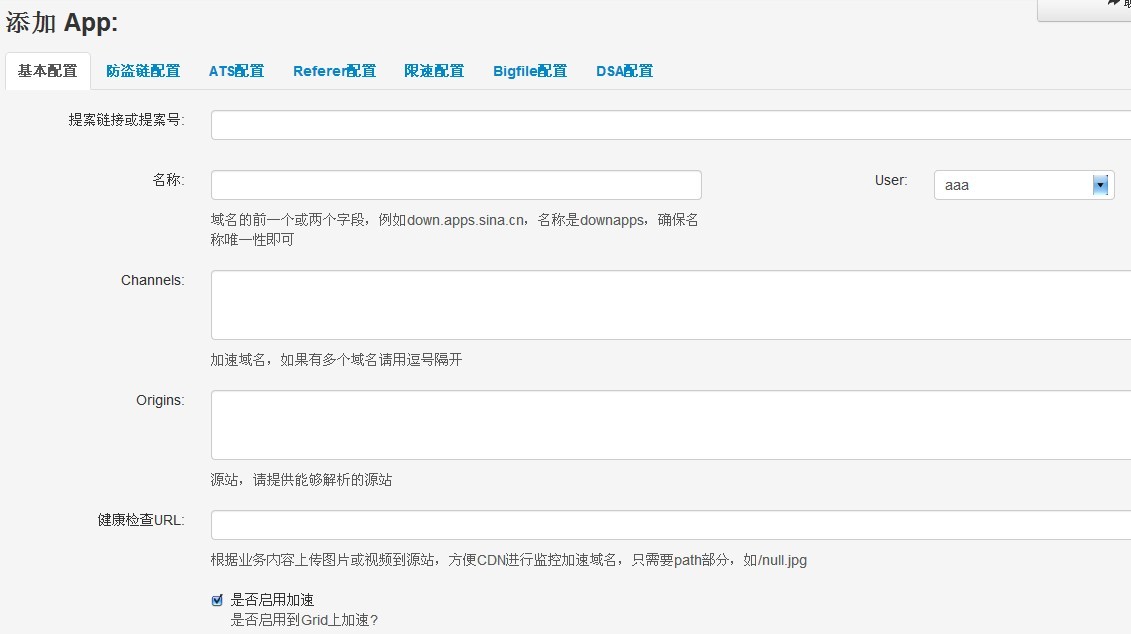 添加 App:
基本配置 防盗链配置 ATS配置 Referer配置 限速配置 Bigfile配置 DSA配置
提案链接或提案号:
名称: User: aaa
域名的前一个或两个字段，例如down.apps.sina.cn，名称是downapps，确保名
称唯一性即可
Channels:
加速域名，如果有多个域名请用逗号隔开
Origins:
源站，请提供能够解析的源站
健康检查URL:
根据业务内容上传图片或视频到源站，方便CDN进行监控加速域名，只需要path部分，如/null.jpg
是否启用加速
是否启用到Grid上加速?